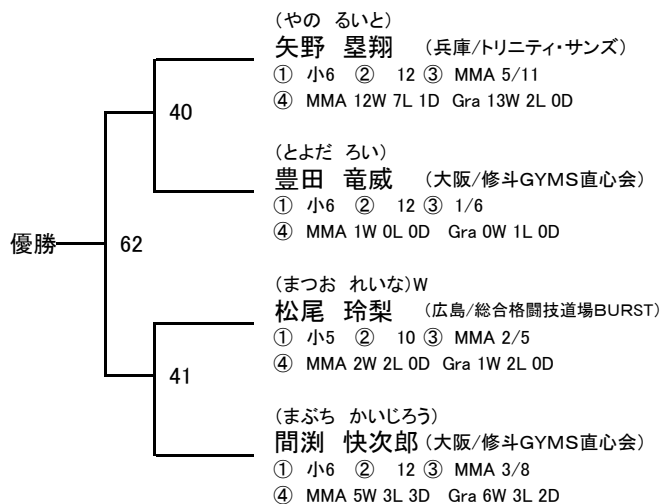 (やの るいと)
矢野 塁翔 (兵庫/トリニティ・サンズ)
① 小6 ② 12 ③ MMA 5/11
④ MMA 12W 7L 1D Gra 13W 2L 0D
40
(とよだ ろい)
豊田 竜威 (大阪/修斗GYMS直心会)
① 小6 ② 12 ③ 1/6
④ MMA 1W 0L 0D Gra 0W 1L 0D
優勝
62
(まつお れいな)W
松尾 玲梨 (広島/総合格闘技道場BURST)
① 小5 ② 10 ③ MMA 2/5
④ MMA 2W 2L 0D Gra 1W 2L 0D
41
(まぶち かいじろう)
間渕 快次郎 (大阪/修斗GYMS直心会)
① 小6 ② 12 ③ MMA 3/8
④ MMA 5W 3L 3D Gra 6W 3L 2D